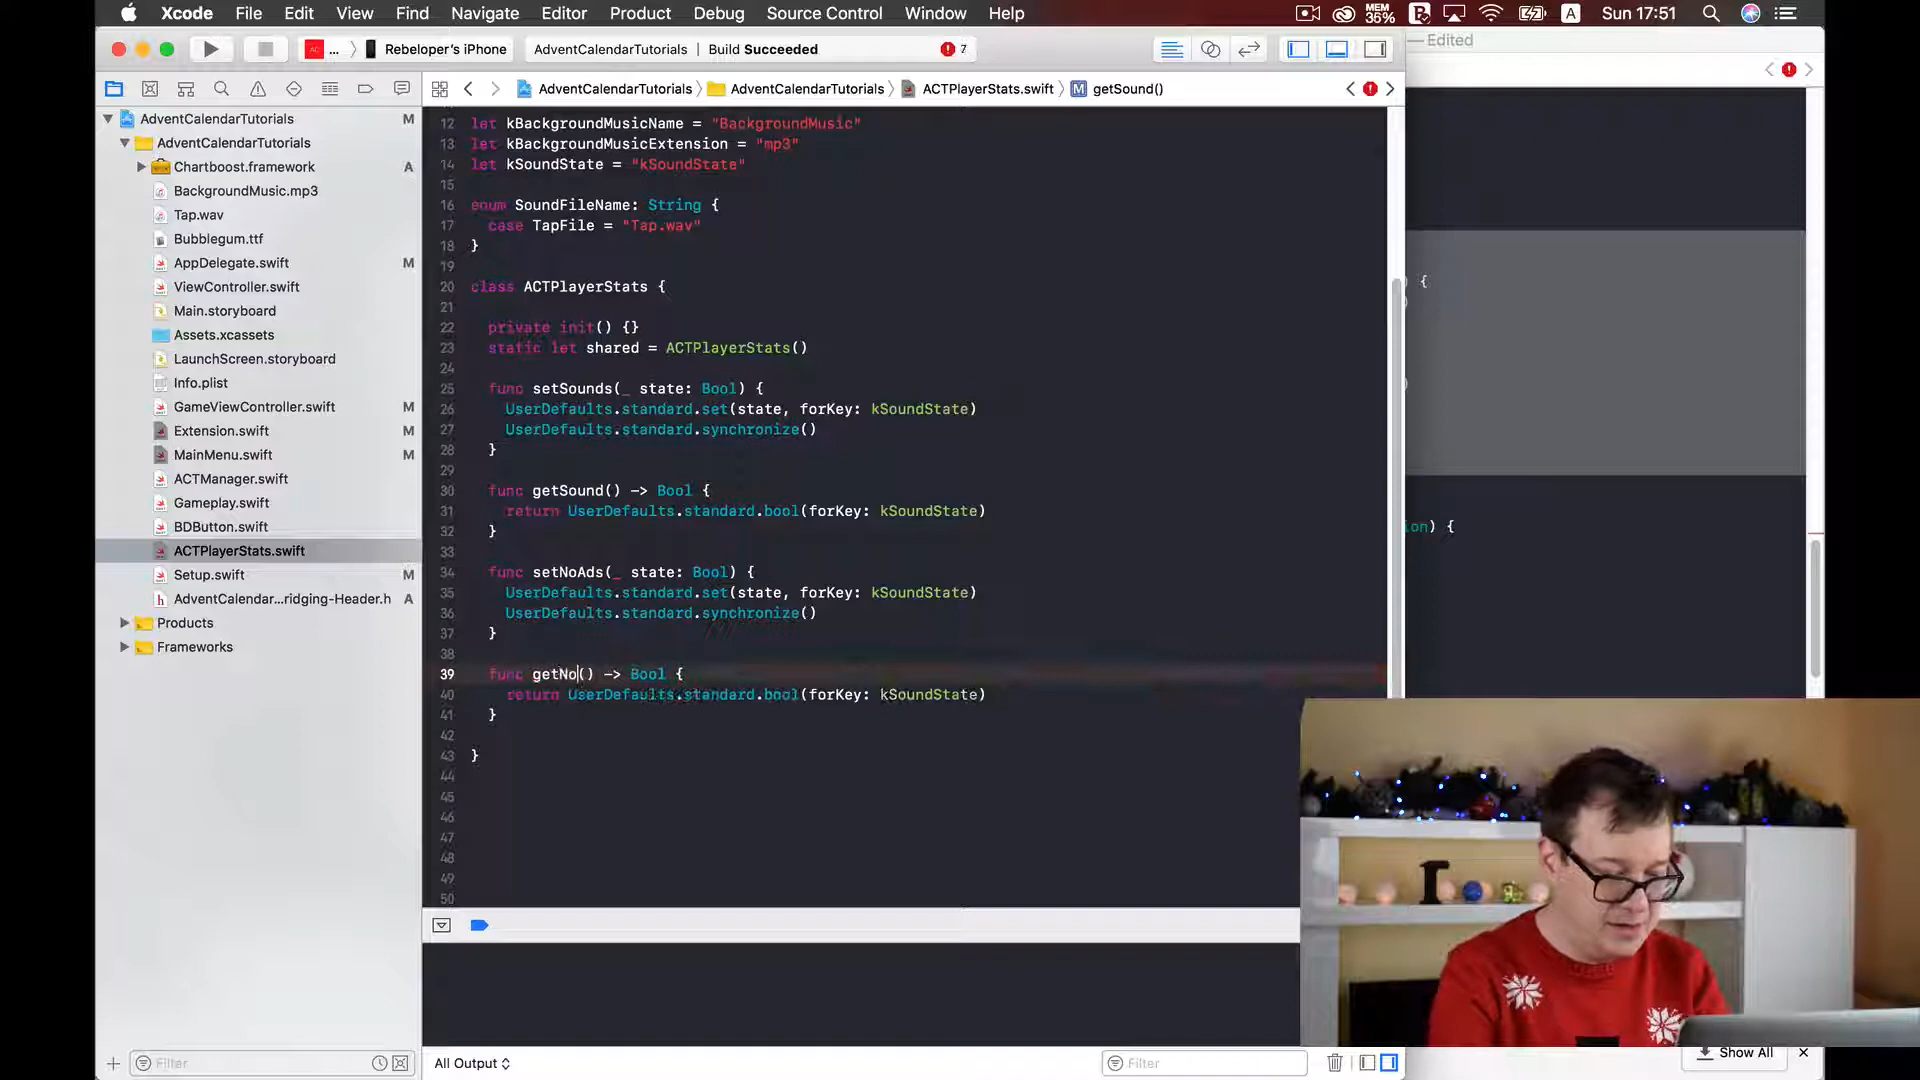 Xcode File Edit View Find Navigate Editor Product Debug Source Control Window Help MEM 36% A Sun 17:51
AC ... Rebeloper's iPhone AdventCalendarTutorials | Build Succeeded 7
— Edited
AdventCalendarTutorials AdventCalendarTutorials ACTPlayerStats.swift M getSound()
AdventCalendarTutorials M
AdventCalendarTutorials
Chartboost.framework A
BackgroundMusic.mp3
Tap.wav
Bubblegum.ttf
AppDelegate.swift M
ViewController.swift
Main.storyboard
Assets.xcassets
LaunchScreen.storyboard
Info.plist
GameViewController.swift M
Extension.swift M
MainMenu.swift M
ACTManager.swift
Gameplay.swift
BDButton.swift
ACTPlayerStats.swift
Setup.swift M
h AdventCalendar...ridging-Header.h A
Products
Frameworks
12 let kBackgroundMusicName = "BackgroundMusic"
13 let kBackgroundMusicExtension = "mp3"
14 let kSoundState = "kSoundState"
15
16 enum SoundFileName: String {
17 case TapFile = "Tap.wav"
18 }
19
20 class ACTPlayerStats {
21
22 private init() {}
23 static let shared = ACTPlayerStats()
24
25 func setSounds(_ state: Bool) {
26 UserDefaults.standard.set(state, forKey: kSoundState)
27 UserDefaults.standard.synchronize()
28 }
29
30 func getSound() -> Bool {
31 return UserDefaults.standard.bool(forKey: kSoundState)
32 }
33
34 func setNoAds(_ state: Bool) {
35 UserDefaults.standard.set(state, forKey: kSoundState)
36 UserDefaults.standard.synchronize()
37 }
38
39 func getNo() -> Bool {
40 return UserDefaults.standard.bool(forKey: kSoundState)
41 }
42
43 }
44
45
46
47
48
49
50
) {
)
)
ion) {
Filter
All Output
Filter
Show All